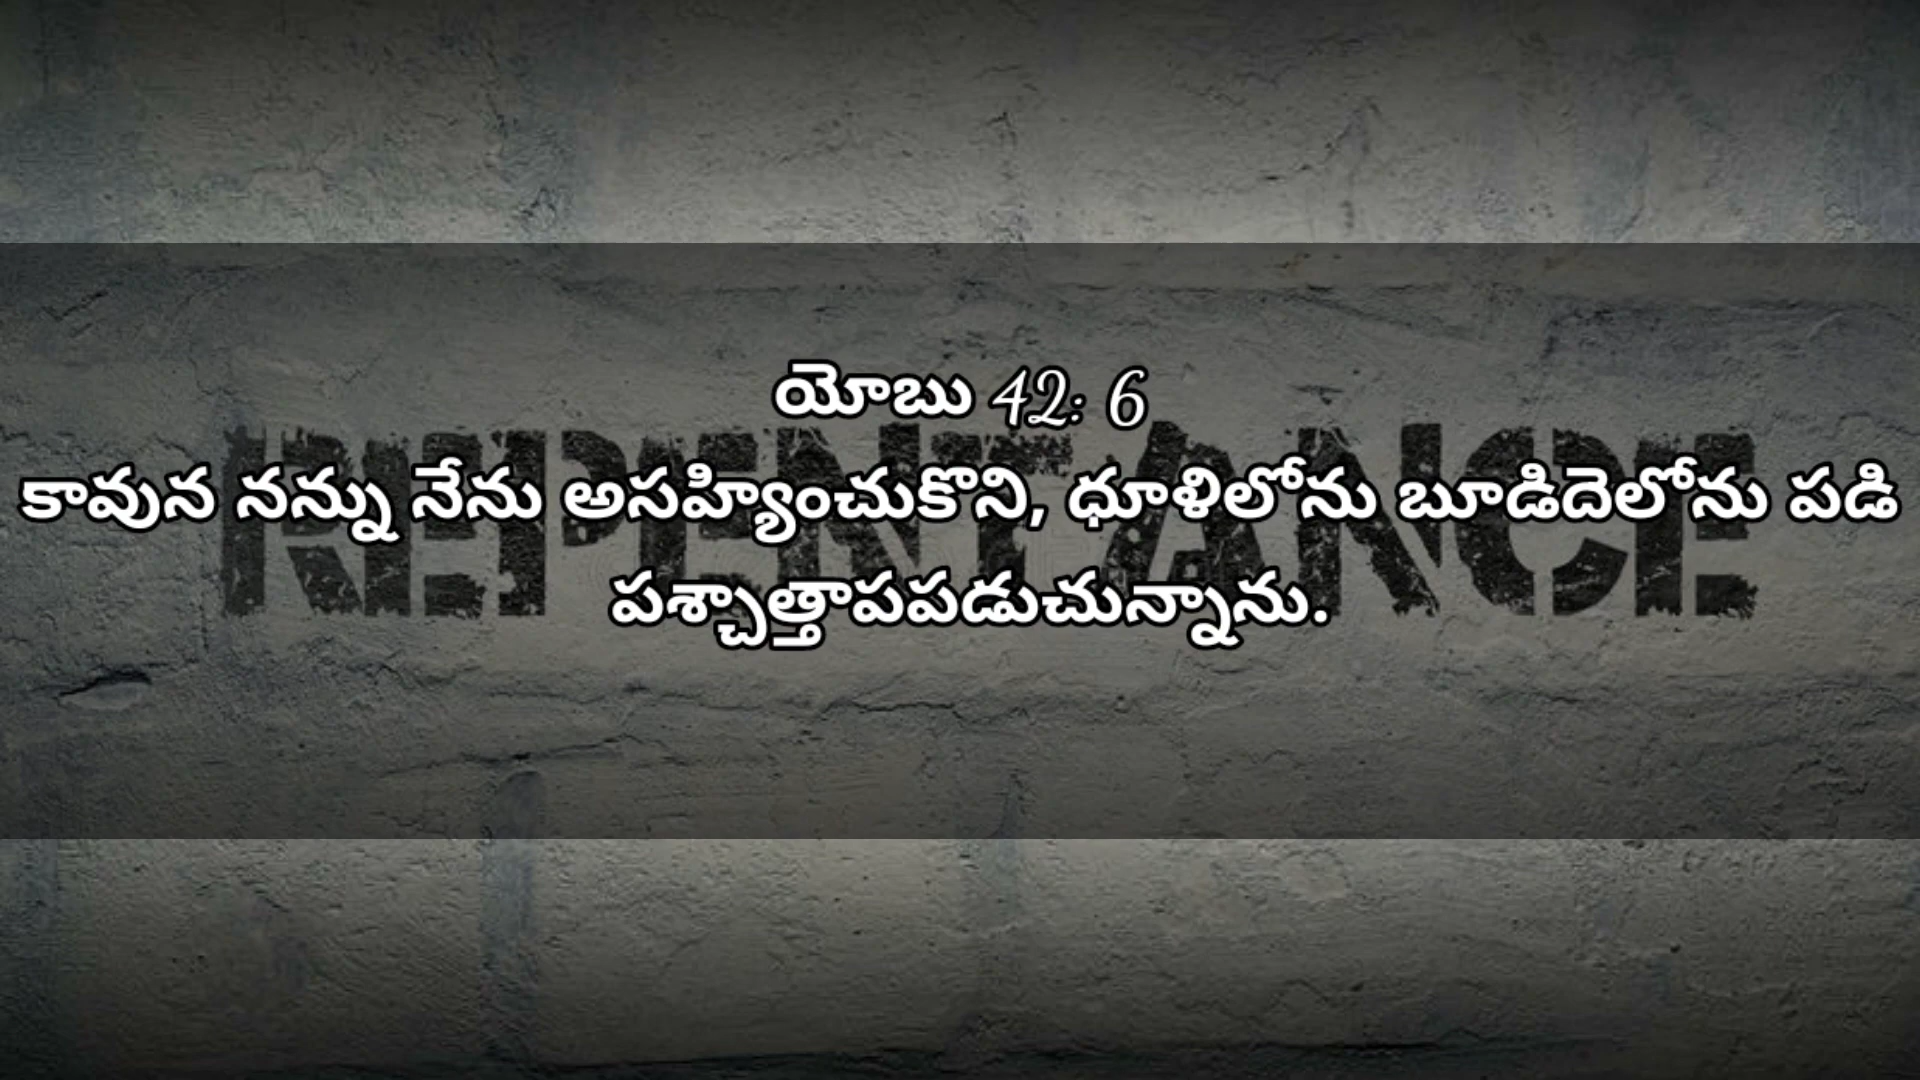 యోబు 42: 6
REPENTANCE
కావున నన్ను నేను అసహ్యించుకొని, ధూళిలోను బూడిదెలోను పడి
పశ్చాత్తాపపడుచున్నాను.